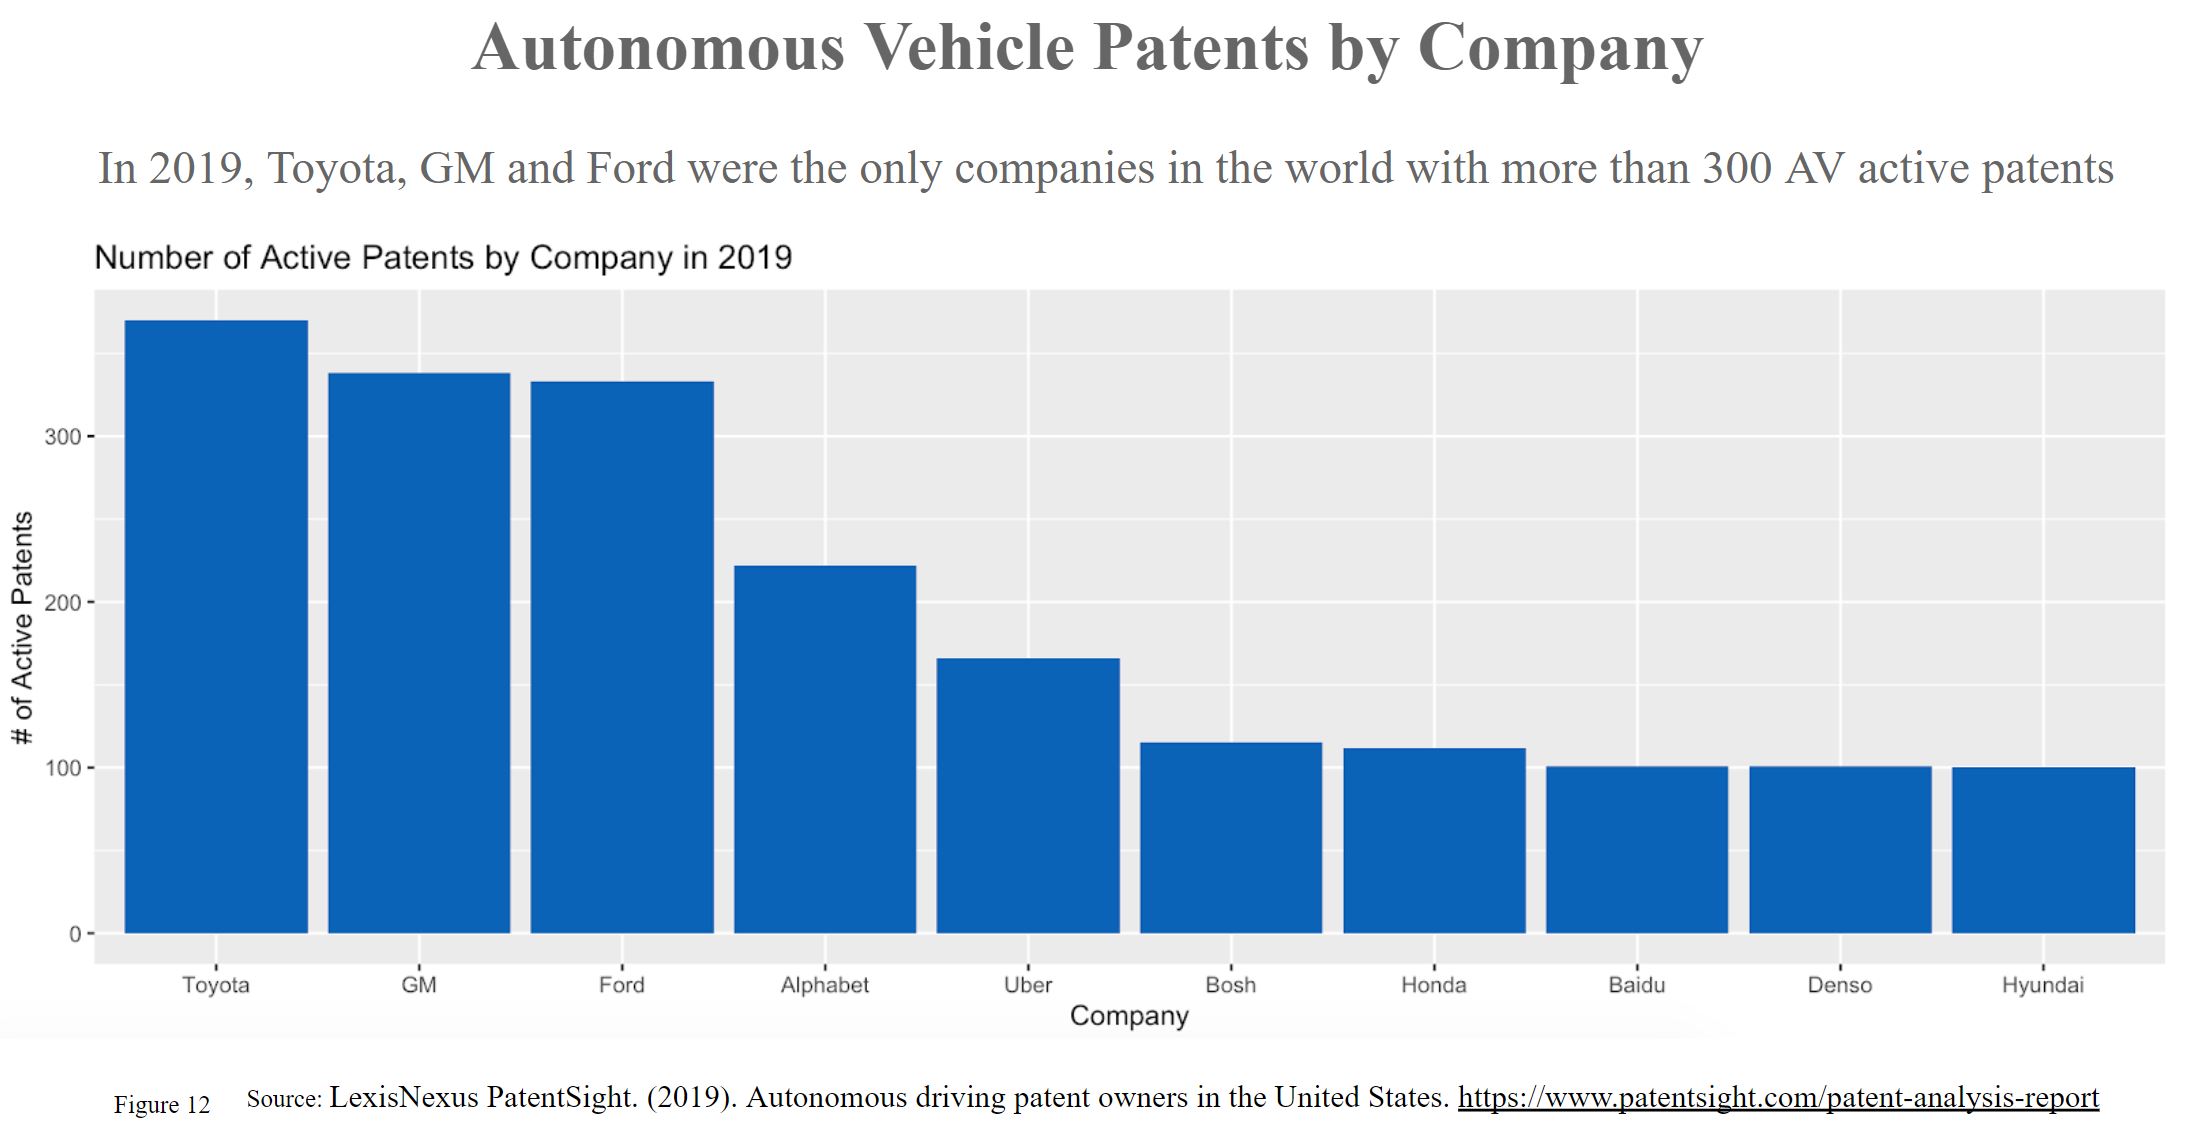 Autonomous Vehicle Patents by Company
In 2019, Toyota, GM and Ford were the only companies in the world with more than 300 AV active patents
Number of Active Patents by Company in 2019
# of Active Patents
300
200
100
0
Toyota GM Ford Alphabet Uber Bosh Honda Baidu Denso Hyundai
Company
Figure 12 Source: LexisNexus PatentSight. (2019). Autonomous driving patent owners in the United States. https://www.patentsight.com/patent-analysis-report